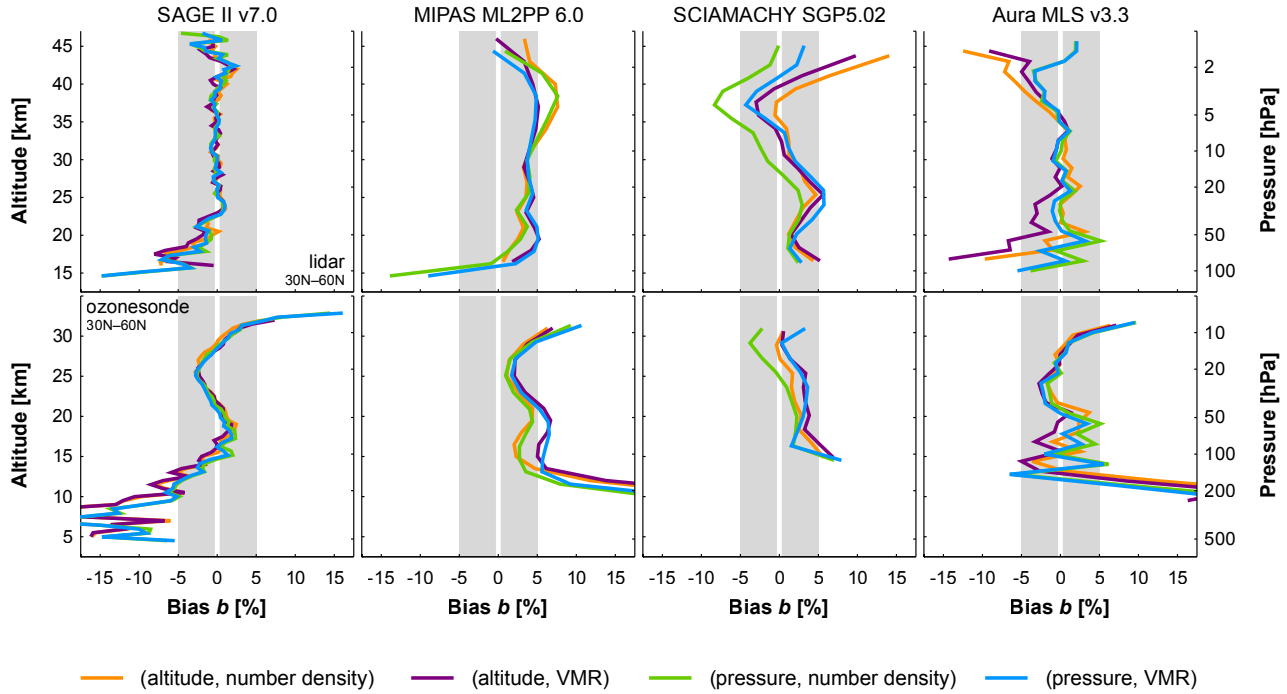 SAGE II v7.0 MIPAS ML2PP 6.0 SCIAMACHY SGP5.02 Aura MLS v3.3
Altitude [km]
45
40
35
30
25
20
15
lidar
30N–60N
Pressure [hPa]
2
5
10
20
50
100
Altitude [km]
30
25
20
15
10
5
ozonesonde
30N–60N
Pressure [hPa]
10
20
50
100
200
500
-15 -10 -5 0 5 10 15 -15 -10 -5 0 5 10 15 -15 -10 -5 0 5 10 15 -15 -10 -5 0 5 10 15
Bias b [%] Bias b [%] Bias b [%] Bias b [%]
(altitude, number density) (altitude, VMR) (pressure, number density) (pressure, VMR)